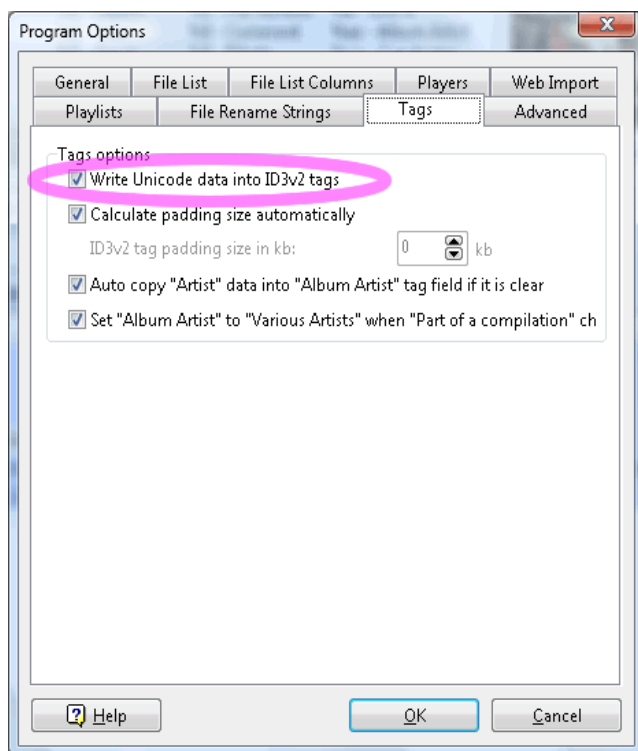 Program Options
General File List File List Columns Players Web Import
Playlists File Rename Strings Tags Advanced
Tags options
Write Unicode data into ID3v2 tags
Calculate padding size automatically
ID3v2 tag padding size in kb: 0 kb
Auto copy "Artist" data into "Album Artist" tag field if it is clear
Set "Album Artist" to "Various Artists" when "Part of a compilation" ch
Help OK Cancel